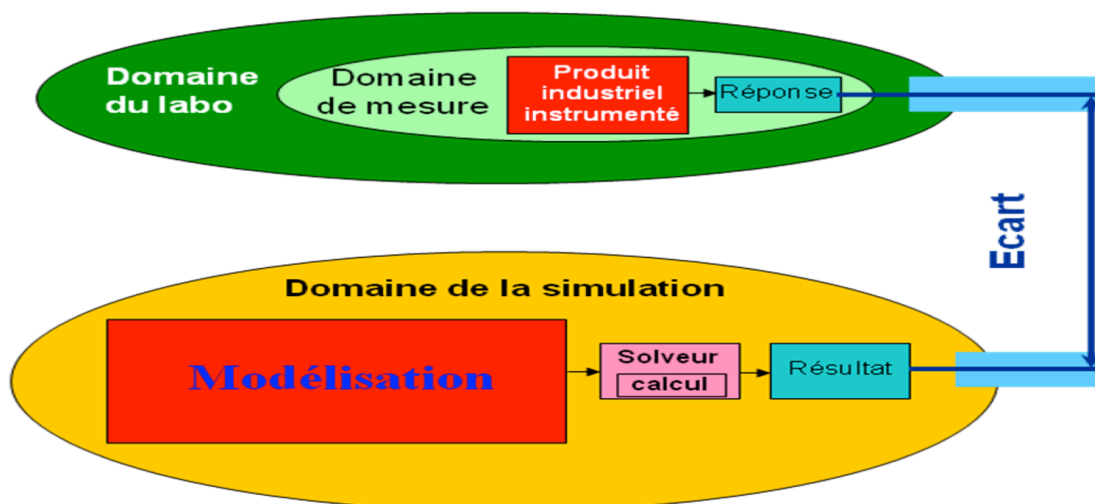 Domaine
du labo
Domaine
de mesure
Produit
industriel
instrumenté
Réponse
Ecart
Domaine de la simulation
Modélisation
Solveur
calcul
Résultat